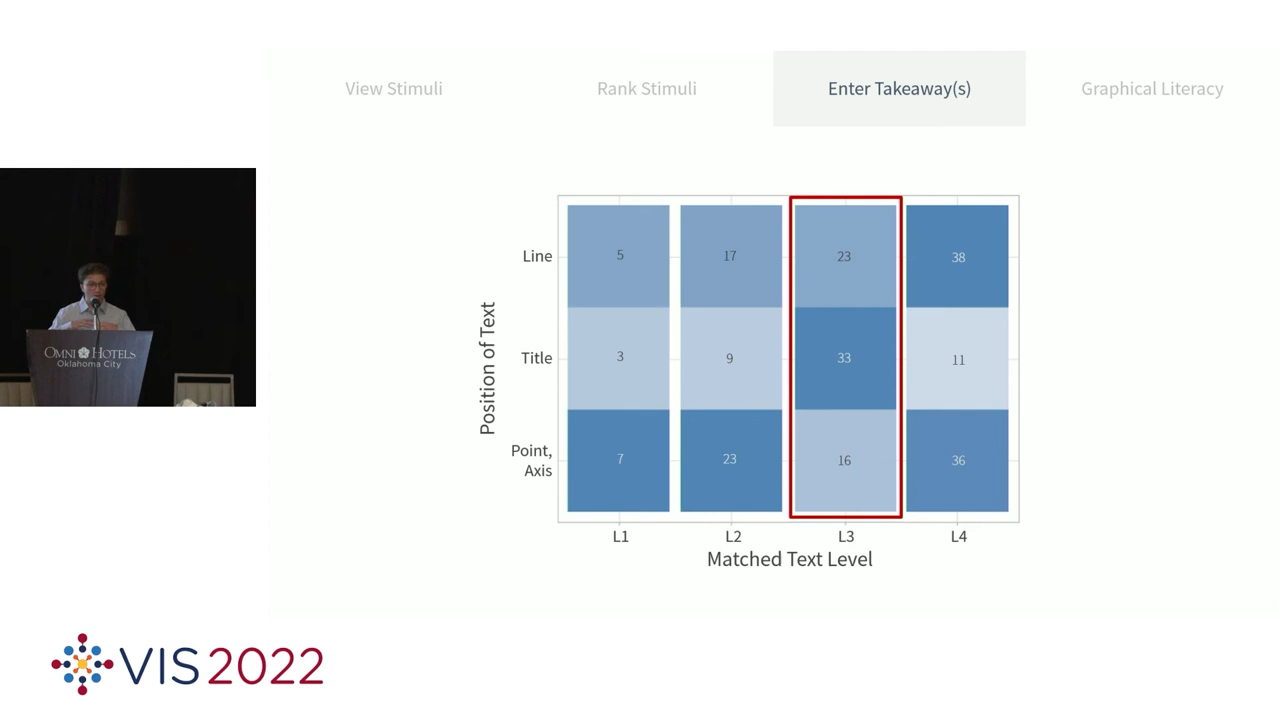 View Stimuli
Rank Stimuli
Enter Takeaway(s)
Graphical Literacy
Position of Text
Line
5
17
23
38
Title
3
9
33
11
Point,
Axis
7
23
16
36
L1
L2
L3
L4
Matched Text Level
OMNI HOTELS
Oklahoma City
VIS2022